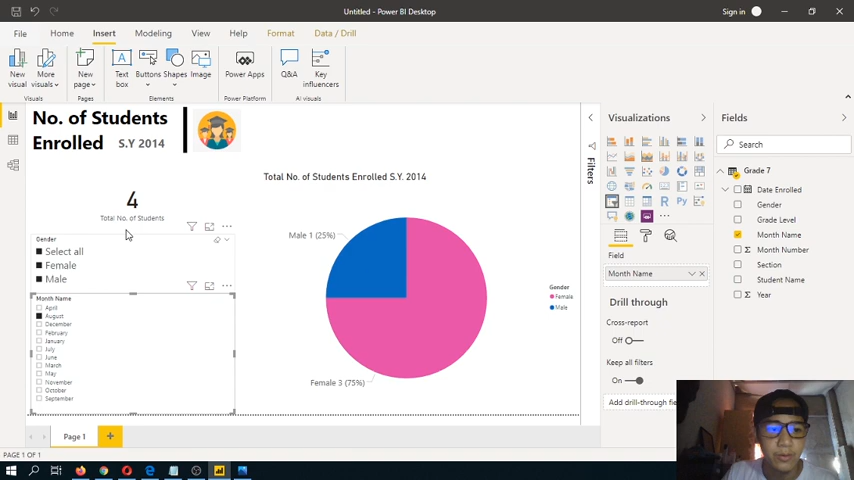 Untitled - Power BI Desktop
Sign in
File
Home
Insert
Modeling
View
Help
Format
Data / Drill
New visual
More visuals
New page
Text box
Buttons
Shapes
Image
Power Apps
Q&A
Key influencers
Visuals
Pages
Elements
Power Platform
AI visuals
No. of Students
Enrolled
S.Y 2014
4
Total No. of Students
Gender
Select all
Female
Male
Month Name
April
August
December
February
January
July
June
March
May
November
October
September
Total No. of Students Enrolled S.Y. 2014
Male 1 (25%)
Female 3 (75%)
Gender
Female
Male
Filters
Visualizations
R
Py
Field
Month Name
Drill through
Cross-report
Off
Keep all filters
On
Add drill-through fie
Fields
Search
Grade 7
Date Enrolled
Gender
Grade Level
Month Name
Month Number
Section
Student Name
Year
Page 1
PAGE 1 OF 1